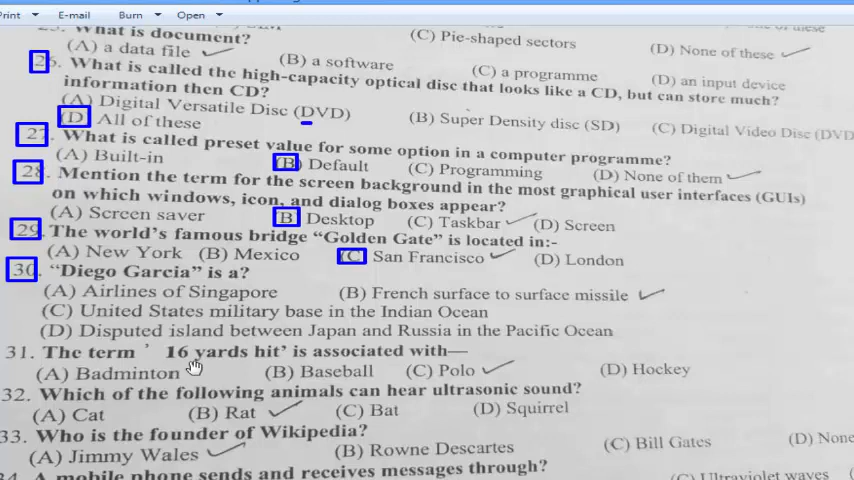 Print E-mail Burn Open
25. What is document?
(A) a data file (B) a software (C) Pie-shaped sectors (D) None of these
26. What is called the high-capacity optical disc that looks like a CD, but can store much?
(C) a programme (D) an input device
information then CD?
(A) Digital Versatile Disc (DVD) (B) Super Density disc (SD) (C) Digital Video Disc (DVD
(D) All of these
27. What is called preset value for some option in a computer programme?
(A) Built-in (B) Default (C) Programming (D) None of them
28. Mention the term for the screen background in the most graphical user interfaces (GUIs)
on which windows, icon, and dialog boxes appear?
(A) Screen saver (B) Desktop (C) Taskbar (D) Screen
29. The world's famous bridge "Golden Gate" is located in:-
(A) New York (B) Mexico (C) San Francisco (D) London
30. "Diego Garcia" is a?
(A) Airlines of Singapore (B) French surface to surface missile
(C) United States military base in the Indian Ocean
(D) Disputed island between Japan and Russia in the Pacific Ocean
31. The term ' 16 yards hit' is associated with—
(A) Badminton (B) Baseball (C) Polo (D) Hockey
32. Which of the following animals can hear ultrasonic sound?
(A) Cat (B) Rat (C) Bat (D) Squirrel
33. Who is the founder of Wikipedia?
(A) Jimmy Wales (B) Rowne Descartes (C) Bill Gates (D) None
34. A mobile phone sends and receives messages through?
(C) Ultraviolet waves